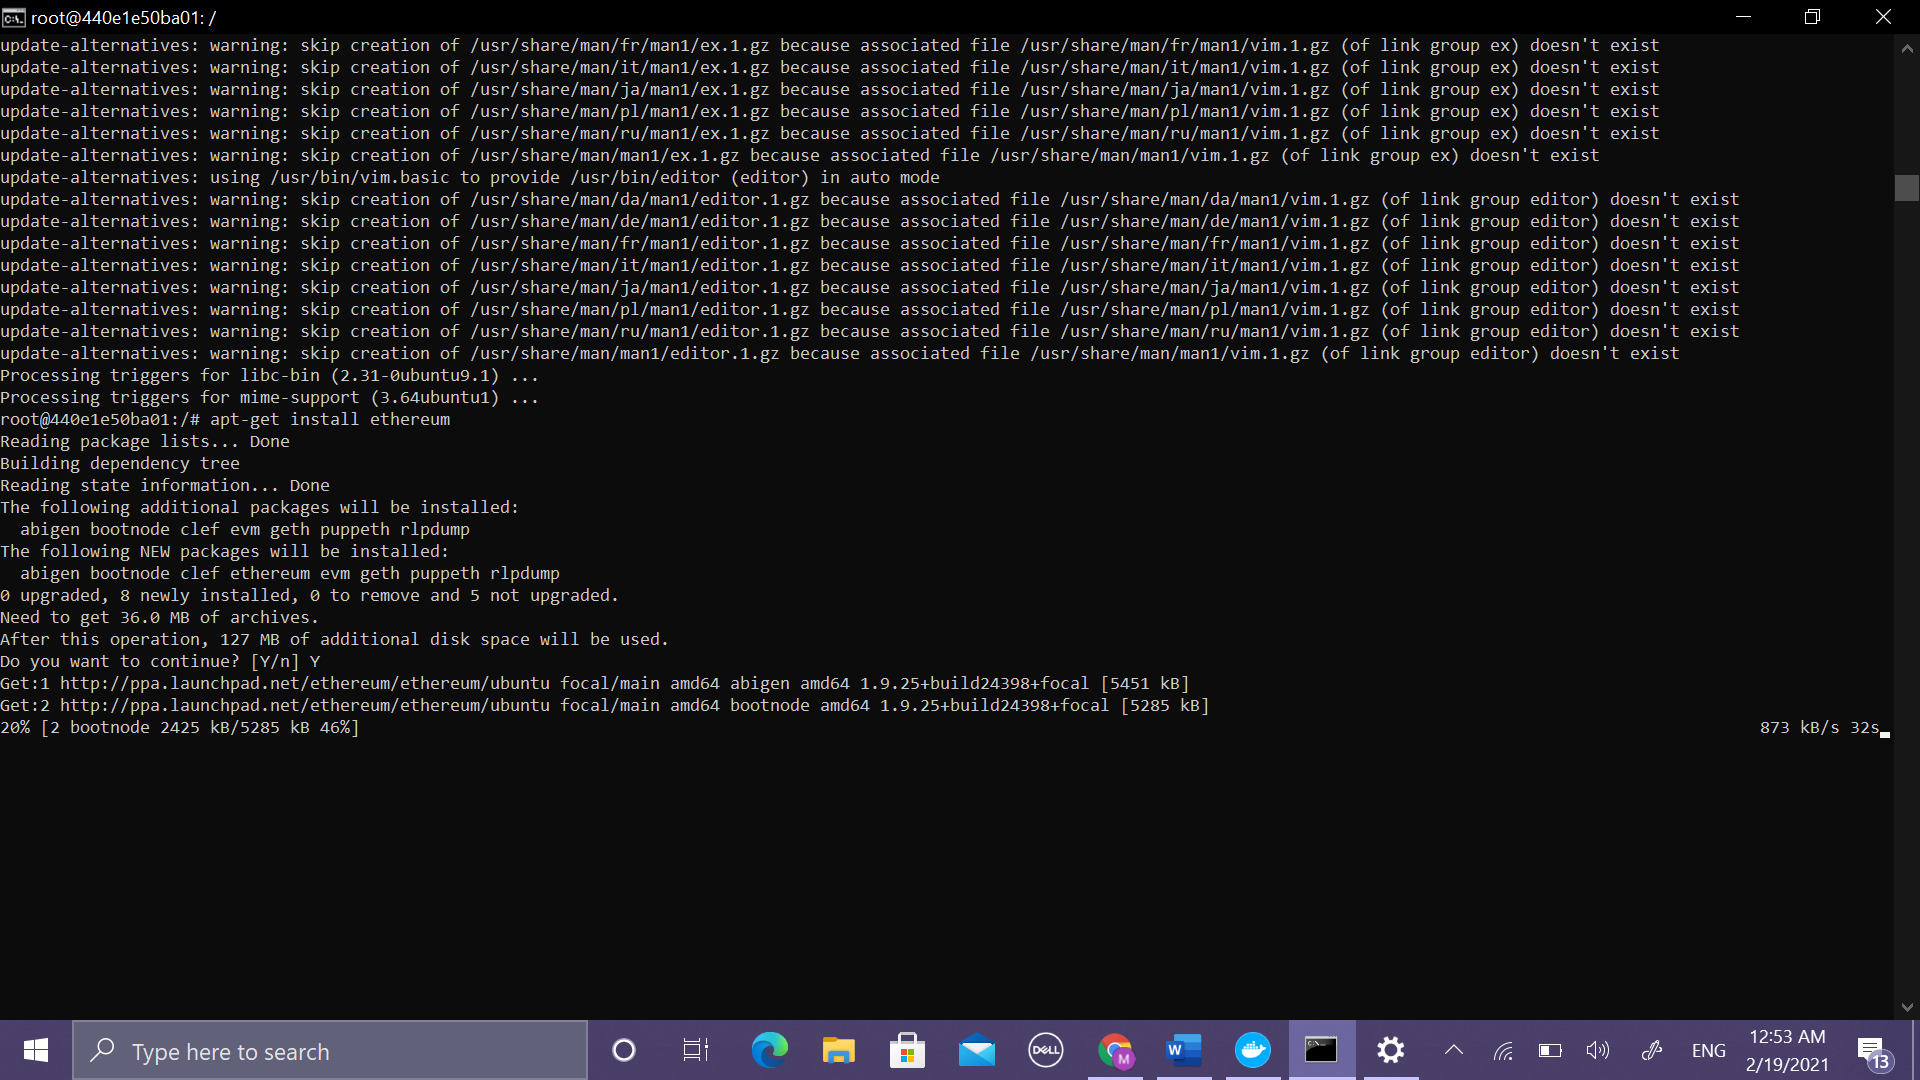 root@440e1e50ba01: /
update-alternatives: warning: skip creation of /usr/share/man/fr/man1/ex.1.gz because associated file /usr/share/man/fr/man1/vim.1.gz (of link group ex) doesn't exist
update-alternatives: warning: skip creation of /usr/share/man/it/man1/ex.1.gz because associated file /usr/share/man/it/man1/vim.1.gz (of link group ex) doesn't exist
update-alternatives: warning: skip creation of /usr/share/man/ja/man1/ex.1.gz because associated file /usr/share/man/ja/man1/vim.1.gz (of link group ex) doesn't exist
update-alternatives: warning: skip creation of /usr/share/man/pl/man1/ex.1.gz because associated file /usr/share/man/pl/man1/vim.1.gz (of link group ex) doesn't exist
update-alternatives: warning: skip creation of /usr/share/man/ru/man1/ex.1.gz because associated file /usr/share/man/ru/man1/vim.1.gz (of link group ex) doesn't exist
update-alternatives: warning: skip creation of /usr/share/man/man1/ex.1.gz because associated file /usr/share/man/man1/vim.1.gz (of link group ex) doesn't exist
update-alternatives: using /usr/bin/vim.basic to provide /usr/bin/editor (editor) in auto mode
update-alternatives: warning: skip creation of /usr/share/man/da/man1/editor.1.gz because associated file /usr/share/man/da/man1/vim.1.gz (of link group editor) doesn't exist
update-alternatives: warning: skip creation of /usr/share/man/de/man1/editor.1.gz because associated file /usr/share/man/de/man1/vim.1.gz (of link group editor) doesn't exist
update-alternatives: warning: skip creation of /usr/share/man/fr/man1/editor.1.gz because associated file /usr/share/man/fr/man1/vim.1.gz (of link group editor) doesn't exist
update-alternatives: warning: skip creation of /usr/share/man/it/man1/editor.1.gz because associated file /usr/share/man/it/man1/vim.1.gz (of link group editor) doesn't exist
update-alternatives: warning: skip creation of /usr/share/man/ja/man1/editor.1.gz because associated file /usr/share/man/ja/man1/vim.1.gz (of link group editor) doesn't exist
update-alternatives: warning: skip creation of /usr/share/man/pl/man1/editor.1.gz because associated file /usr/share/man/pl/man1/vim.1.gz (of link group editor) doesn't exist
update-alternatives: warning: skip creation of /usr/share/man/ru/man1/editor.1.gz because associated file /usr/share/man/ru/man1/vim.1.gz (of link group editor) doesn't exist
update-alternatives: warning: skip creation of /usr/share/man/man1/editor.1.gz because associated file /usr/share/man/man1/vim.1.gz (of link group editor) doesn't exist
Processing triggers for libc-bin (2.31-0ubuntu9.1) ...
Processing triggers for mime-support (3.64ubuntu1) ...
root@440e1e50ba01:/# apt-get install ethereum
Reading package lists... Done
Building dependency tree
Reading state information... Done
The following additional packages will be installed:
  abigen bootnode clef evm geth puppeth rlpdump
The following NEW packages will be installed:
  abigen bootnode clef ethereum evm geth puppeth rlpdump
0 upgraded, 8 newly installed, 0 to remove and 5 not upgraded.
Need to get 36.0 MB of archives.
After this operation, 127 MB of additional disk space will be used.
Do you want to continue? [Y/n] Y
Get:1 http://ppa.launchpad.net/ethereum/ethereum/ubuntu focal/main amd64 abigen amd64 1.9.25+build24398+focal [5451 kB]
Get:2 http://ppa.launchpad.net/ethereum/ethereum/ubuntu focal/main amd64 bootnode amd64 1.9.25+build24398+focal [5285 kB]
20% [2 bootnode 2425 kB/5285 kB 46%] 873 kB/s 32s
Type here to search
DELL
M
W
ENG
12:53 AM
2/19/2021
13